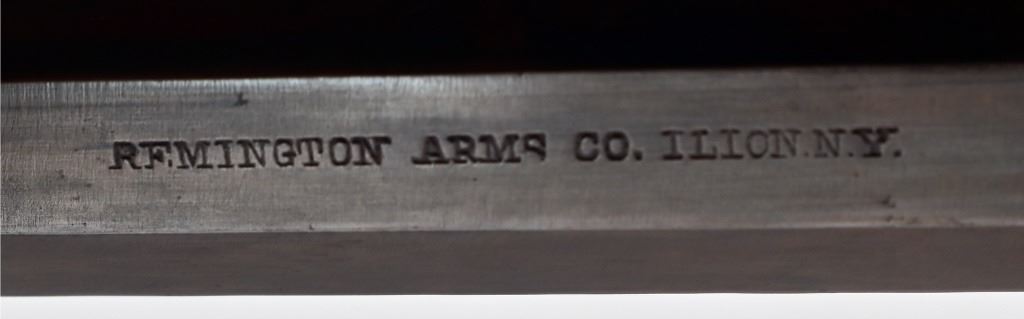 REMINGTON ARMS CO. ILION.N.Y.